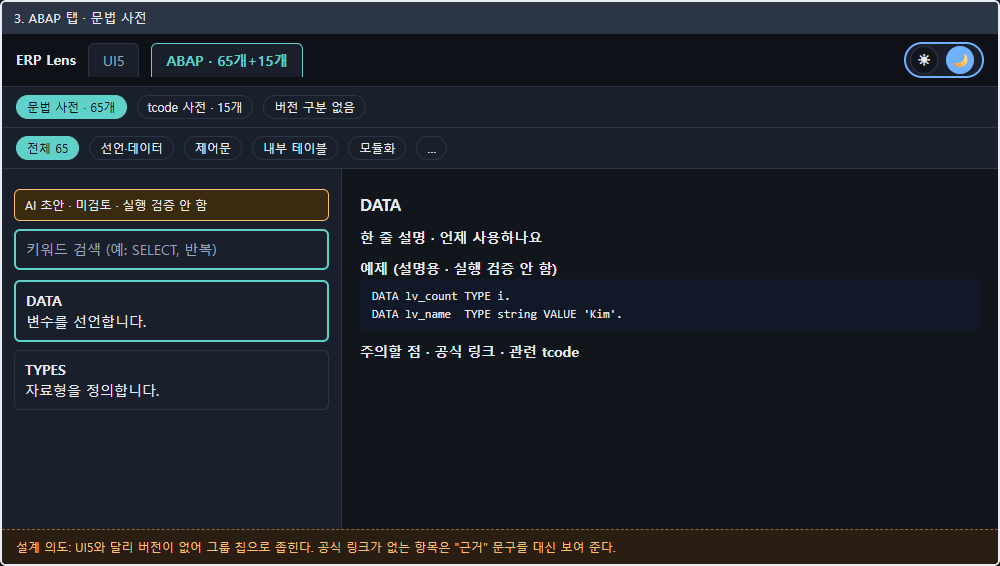 3. ABAP 탭 · 문법 사전
ERP Lens UI5 ABAP · 65개+15개
문법 사전 · 65개 tcode 사전 · 15개 버전 구분 없음
전체 65 선언·데이터 제어문 내부 테이블 모듈화 ...
AI 초안 · 미검토 · 실행 검증 안 함
키워드 검색 (예: SELECT, 반복)
DATA
변수를 선언합니다.
TYPES
자료형을 정의합니다.
DATA
한 줄 설명 · 언제 사용하나요
예제 (설명용 · 실행 검증 안 함)
DATA lv_count TYPE i.
DATA lv_name  TYPE string VALUE 'Kim'.
주의할 점 · 공식 링크 · 관련 tcode
설계 의도: UI5와 달리 버전이 없어 그룹 칩으로 좁힌다. 공식 링크가 없는 항목은 "근거" 문구를 대신 보여 준다.